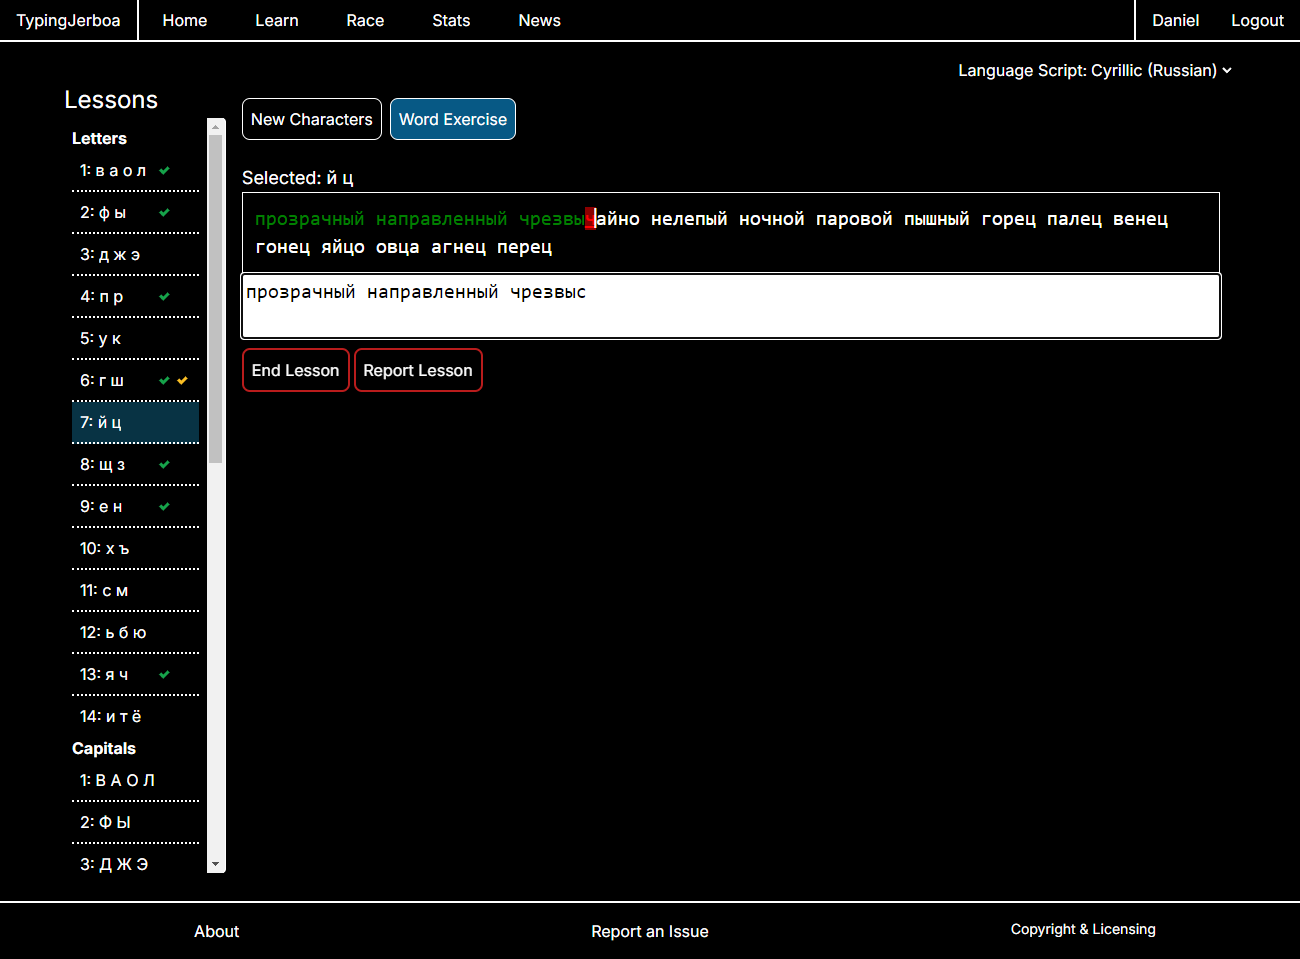 TypingJerboa Home Learn Race Stats News Daniel Logout
Language Script: Cyrillic (Russian)
Lessons
Letters
1: в а о л
2: ф ы
3: д ж э
4: п р
5: у к
6: г ш
7: й ц
8: щ з
9: е н
10: х ъ
11: с м
12: ь б ю
13: я ч
14: и т ё
Capitals
1: В А О Л
2: Ф Ы
3: Д Ж Э
New Characters Word Exercise
Selected: й ц
прозрачный направленный чрезвычайно нелепый ночной паровой пышный горец палец венец
гонец яйцо овца агнец перец
прозрачный направленный чрезвыс
End Lesson Report Lesson
About Report an Issue Copyright & Licensing